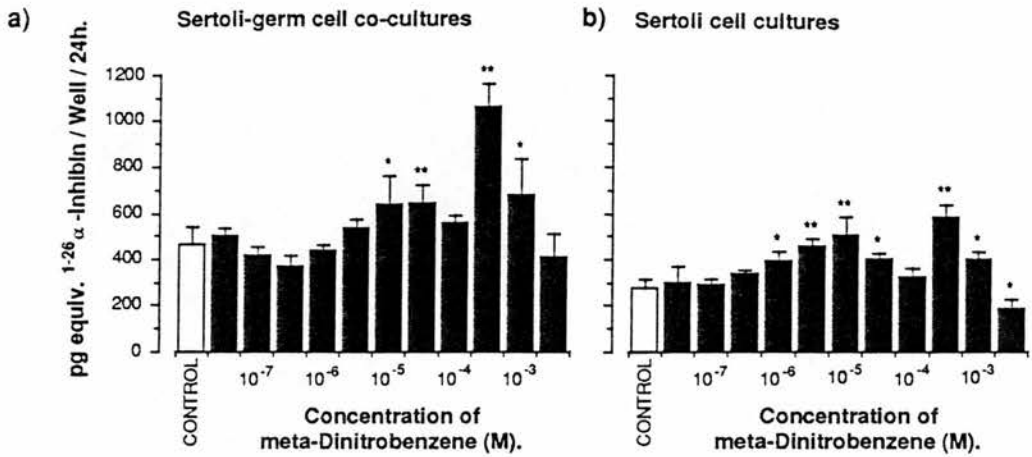 a) Sertoli-germ cell co-cultures
b) Sertoli cell cultures
pg equiv. 1-26 α -Inhibin / Well / 24h.
1200
1000
800
600
400
200
0
** 
* ** *
** ** ** * * * *
CONTROL 10-7 10-6 10-5 10-4 10-3
CONTROL 10-7 10-6 10-5 10-4 10-3
Concentration of
meta-Dinitrobenzene (M).
Concentration of
meta-Dinitrobenzene (M).